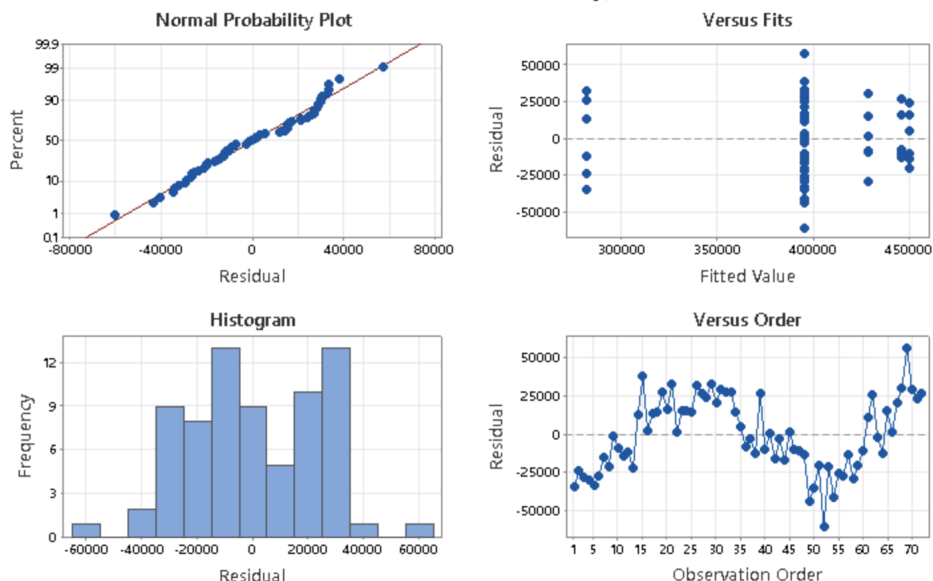 Normal Probability Plot
99.9
99
90
50
10
1
0.1
Percent
-80000 -40000 0 40000 80000
Residual
Versus Fits
50000
25000
0
-25000
-50000
Residual
300000 350000 400000 450000
Fitted Value
Histogram
12
9
6
3
0
Frequency
-60000 -40000 -20000 0 20000 40000 60000
Residual
Versus Order
50000
25000
0
-25000
-50000
Residual
1 5 10 15 20 25 30 35 40 45 50 55 60 65 70
Observation Order